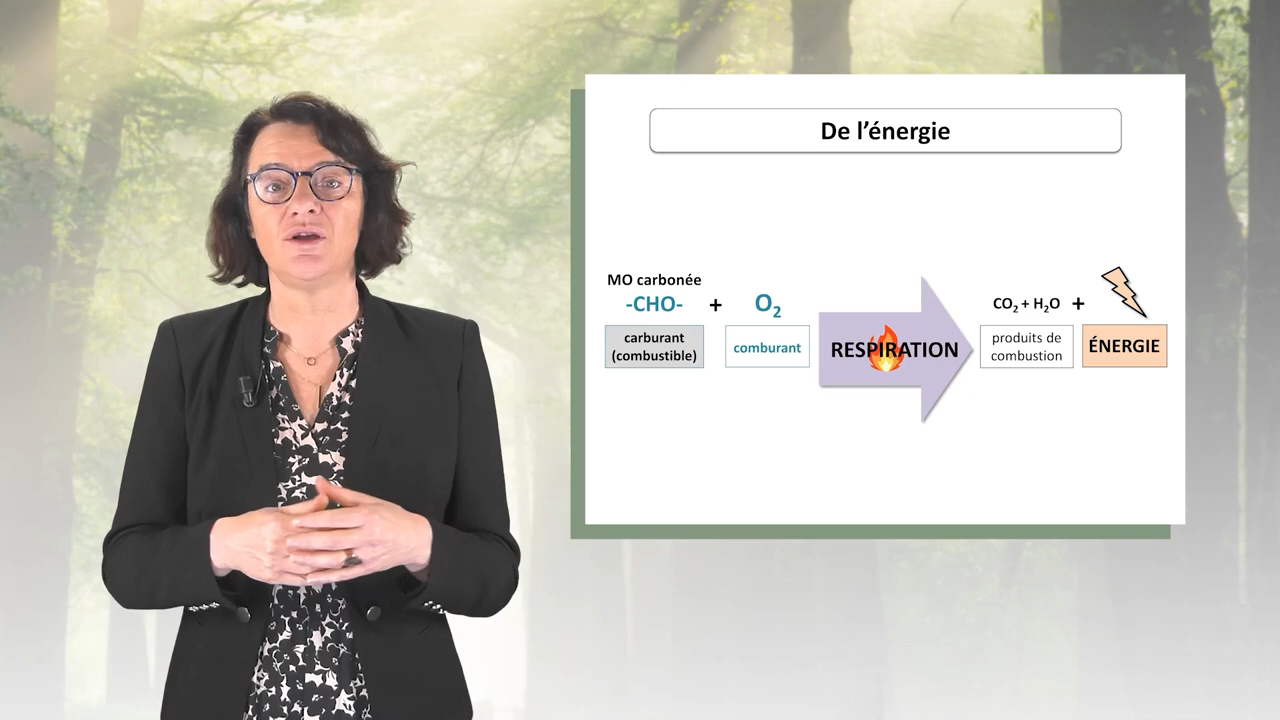 De l’énergie
MO carbonée
-CHO- + O₂
carburant
(combustible)
comburant
RESPIRATION
CO₂ + H₂O +
produits de
combustion
ÉNERGIE